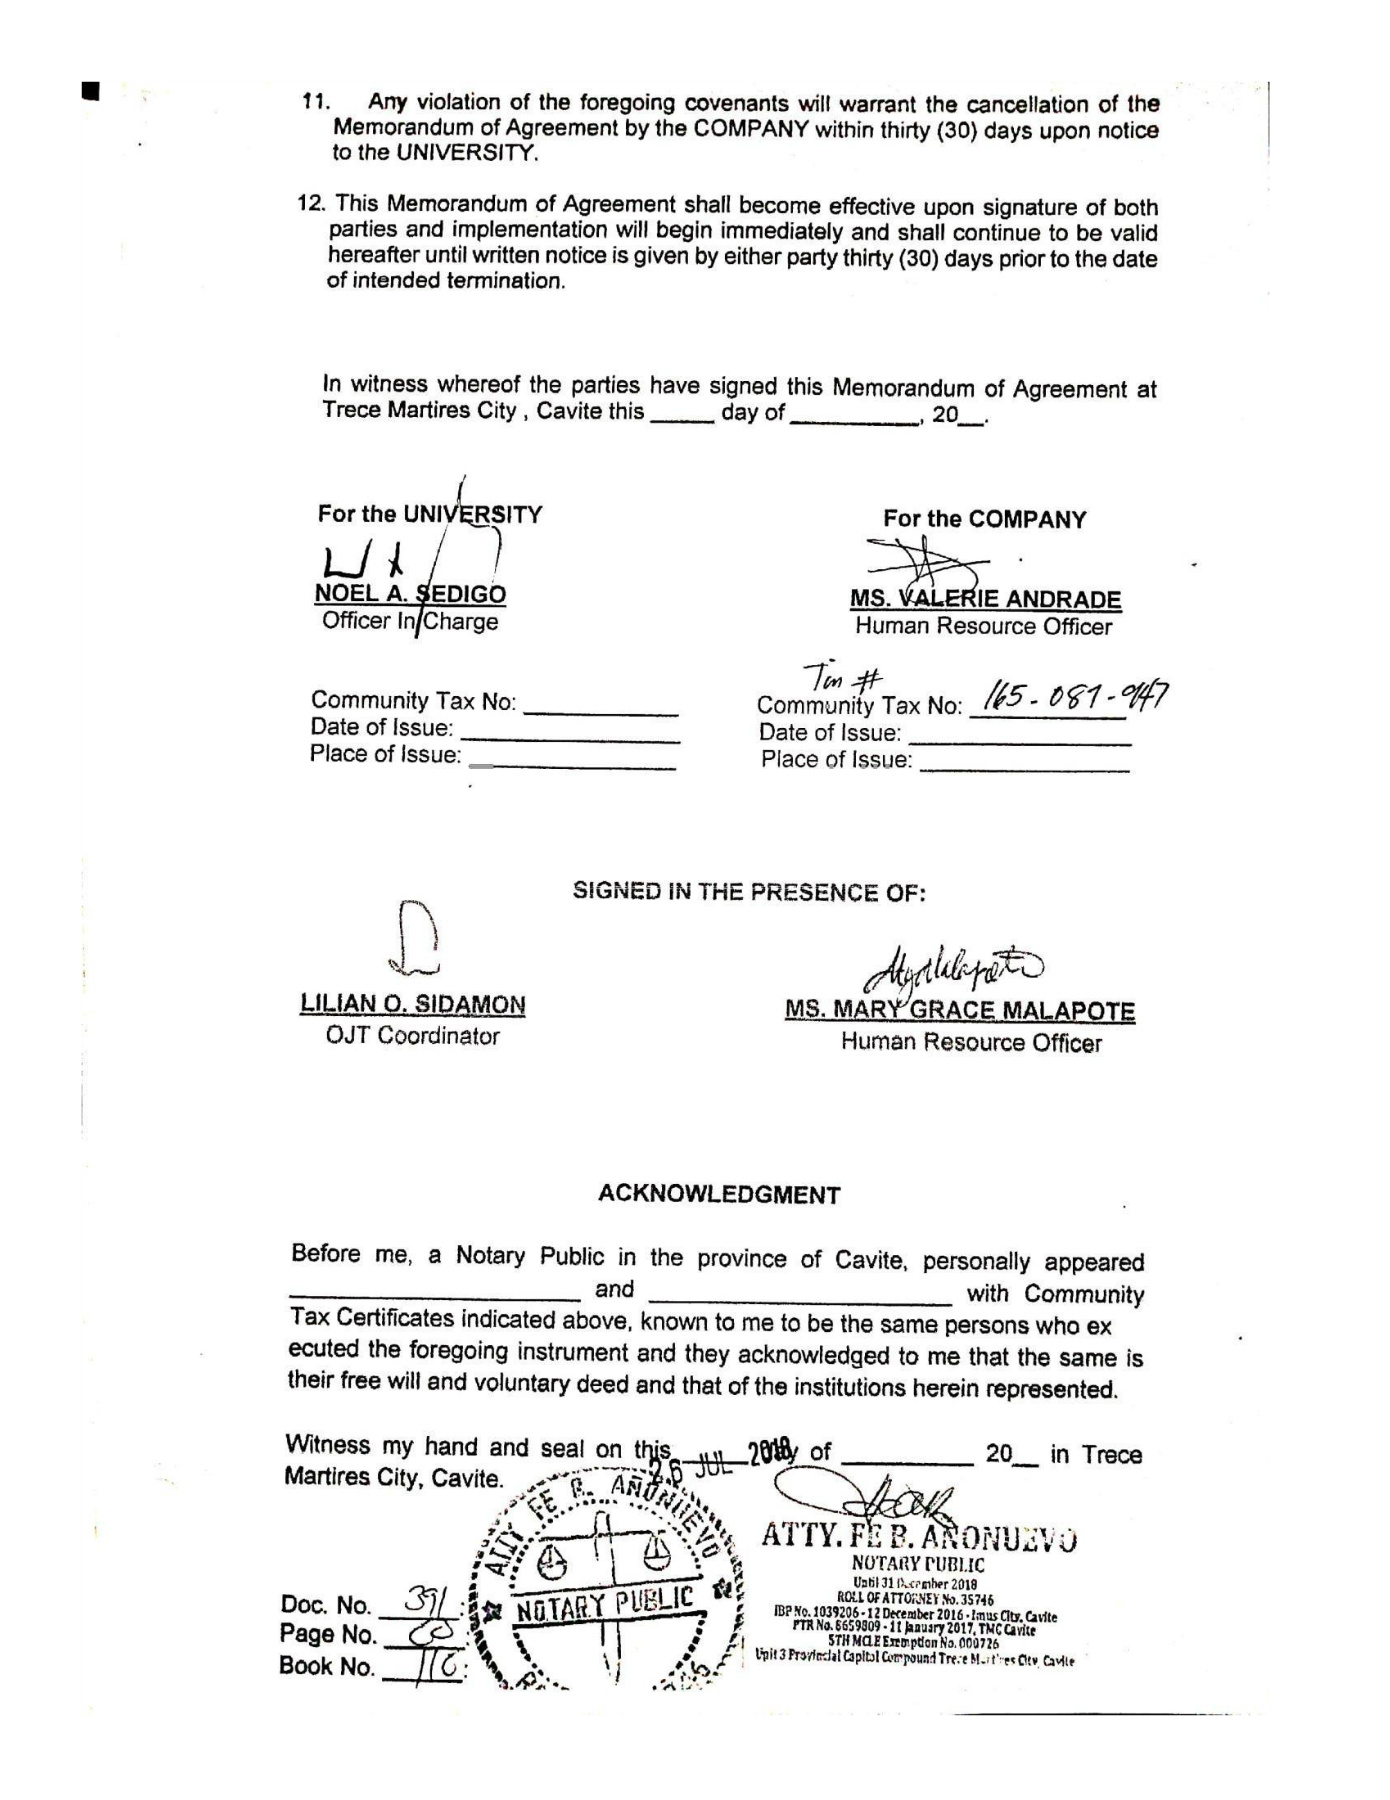 11. Any violation of the foregoing covenants will warrant the cancellation of the
Memorandum of Agreement by the COMPANY within thirty (30) days upon notice
to the UNIVERSITY.
12. This Memorandum of Agreement shall become effective upon signature of both
parties and implementation will begin immediately and shall continue to be valid
hereafter until written notice is given by either party thirty (30) days prior to the date
of intended termination.
In witness whereof the parties have signed this Memorandum of Agreement at
Trece Martires City , Cavite this _____ day of __________, 20__.
For the UNIVERSITY
NOEL A. SEDIGO
Officer In Charge
Community Tax No: ____________
Date of Issue: _________________
Place of Issue: ________________
For the COMPANY
MS. VALERIE ANDRADE
Human Resource Officer
Tin #
Community Tax No: 165-087-947
Date of Issue: _________________
Place of Issue: ________________
SIGNED IN THE PRESENCE OF:
LILIAN O. SIDAMON
OJT Coordinator
MS. MARY GRACE MALAPOTE
Human Resource Officer
ACKNOWLEDGMENT
Before me, a Notary Public in the province of Cavite, personally appeared
_______________________ and ________________________ with Community
Tax Certificates indicated above, known to me to be the same persons who ex
ecuted the foregoing instrument and they acknowledged to me that the same is
their free will and voluntary deed and that of the institutions herein represented.
Witness my hand and seal on this 26 JUL 2018 of __________ 20__ in Trece
Martires City, Cavite.
ATTY FE B. AÑONUEVO
NOTARY PUBLIC
ATTY. FE B. AÑONUEVO
NOTARY PUBLIC
Until 31 December 2018
ROLL OF ATTORNEY No. 35746
IBP No. 1039206 - 12 December 2016 - Imus City, Cavite
PTR No. 6659809 - 11 January 2017, TMC Cavite
5TH MCLE Exemption No. 000726
Unit 3 Provincial Capitol Compound Trece Martires City, Cavite
Doc. No. 391;
Page No. ;
Book No. 116;